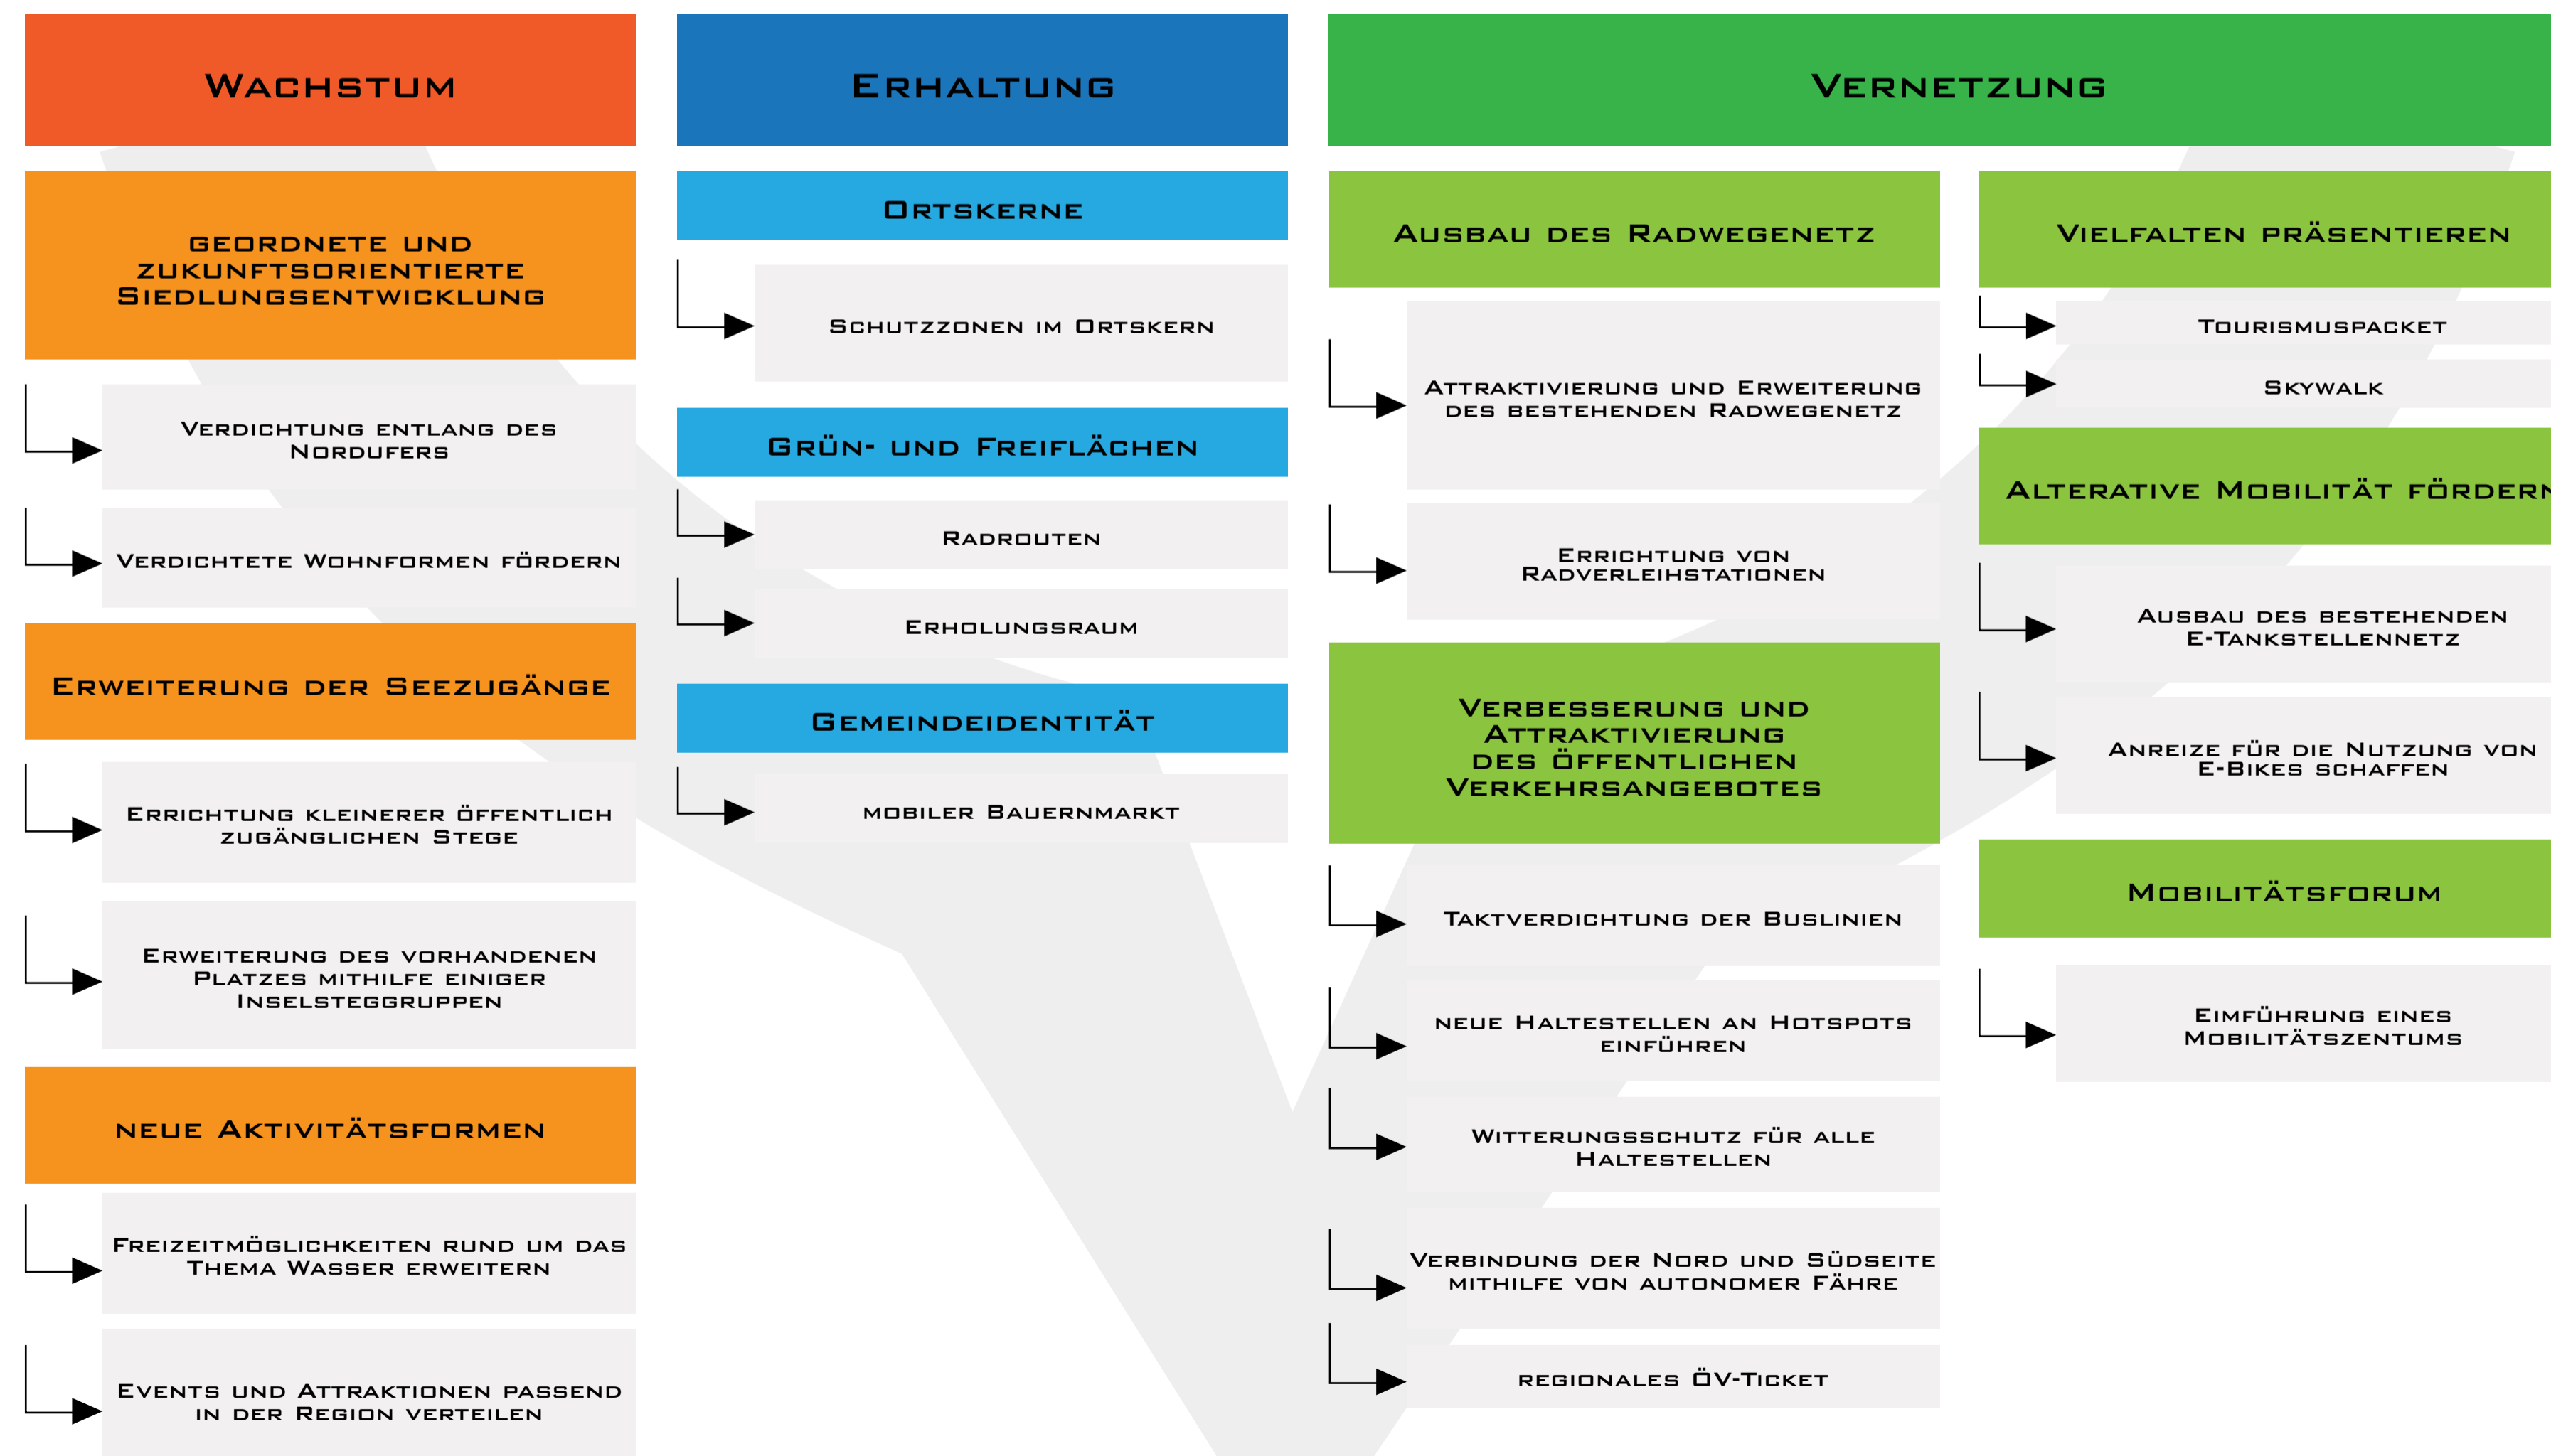 Wachstum
geordnete und
zukunftsorientierte
Siedlungsentwicklung
Verdichtung entlang des
Nordufers
Verdichtete Wohnformen fördern
Erweiterung der Seezugänge
Errichtung kleinerer öffentlich
zugänglichen Stege
Erweiterung des vorhandenen
Platzes mithilfe einiger
Inselsteggruppen
neue Aktivitätsformen
Freizeitmöglichkeiten rund um das
Thema Wasser erweitern
Events und Attraktionen passend
in der Region verteilen
Erhaltung
Ortskerne
Schutzzonen im Ortskern
Grün- und Freiflächen
Radrouten
Erholungsraum
Gemeindeidentität
mobiler Bauernmarkt
Vernetzung
Ausbau des Radwegenetz
Attraktivierung und Erweiterung
des bestehenden Radwegenetz
Errichtung von
Radverleihstationen
Verbesserung und
Attraktivierung
des öffentlichen
Verkehrsangebotes
Taktverdichtung der Buslinien
neue Haltestellen an Hotspots
einführen
Witterungsschutz für alle
Haltestellen
Verbindung der Nord und Südseite
mithilfe von autonomer Fähre
regionales ÖV-Ticket
Vielfalten präsentieren
Tourismuspacket
Skywalk
Alterative Mobilität fördern
Ausbau des bestehenden
E-Tankstellennetz
Anreize für die Nutzung von
E-Bikes schaffen
Mobilitätsforum
Eimführung eines
Mobilitätszentums